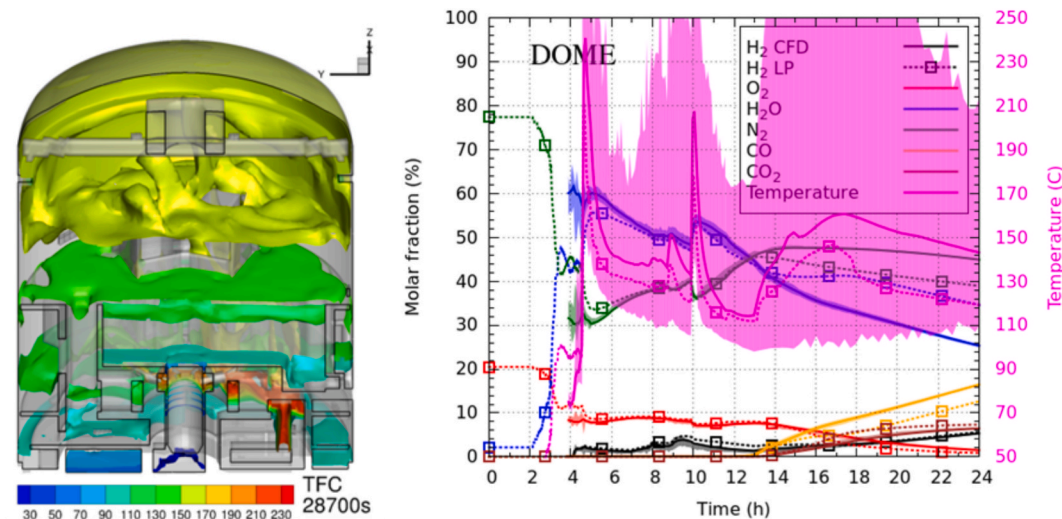 Z
Y
TFC
28700s
30 50 70 90 110 130 150 170 190 210 230
DOME
H₂ CFD
H₂ LP
O₂
H₂O
N₂
CO
CO₂
Temperature
Molar fraction (%)
100
90
80
70
60
50
40
30
20
10
0
0 2 4 6 8 10 12 14 16 18 20 22 24
Time (h)
250
230
210
190
170
150
130
110
90
70
50
Temperature (C)